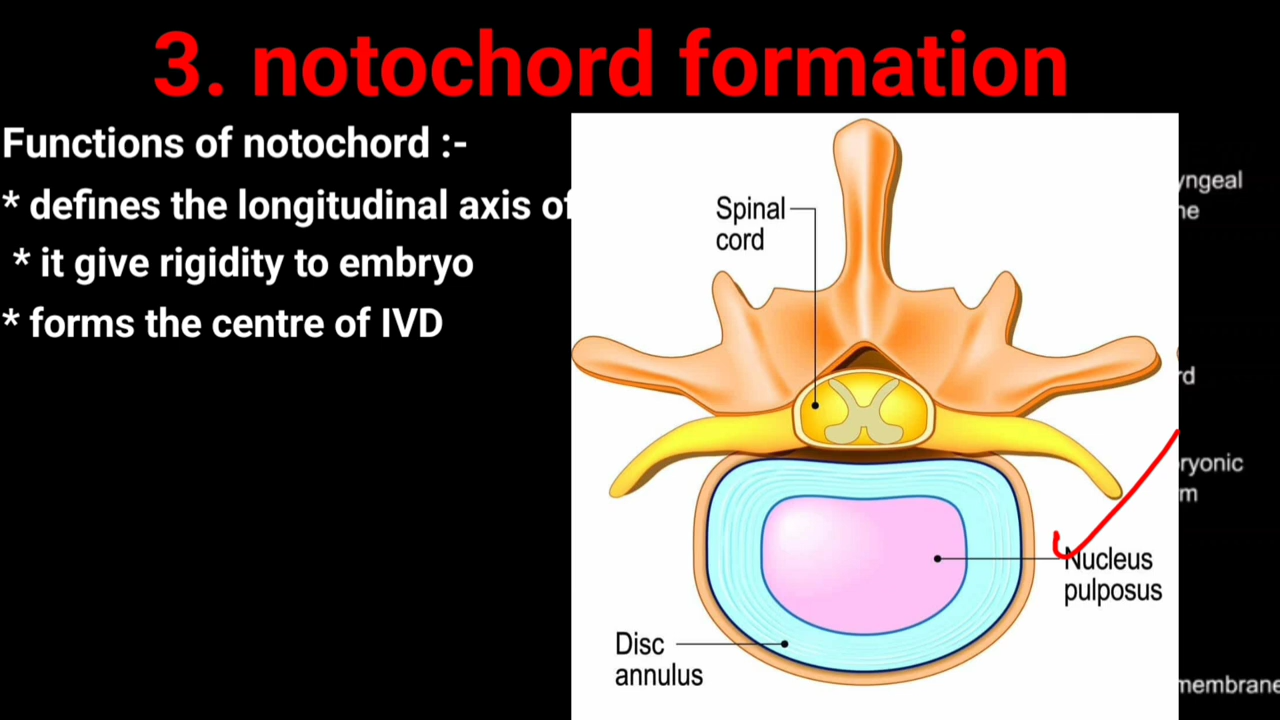 3. notochord formation
Functions of notochord :-
* defines the longitudinal axis of
* it give rigidity to embryo
* forms the centre of IVD
Spinal
cord
Nucleus
pulposus
Disc
annulus
membrane